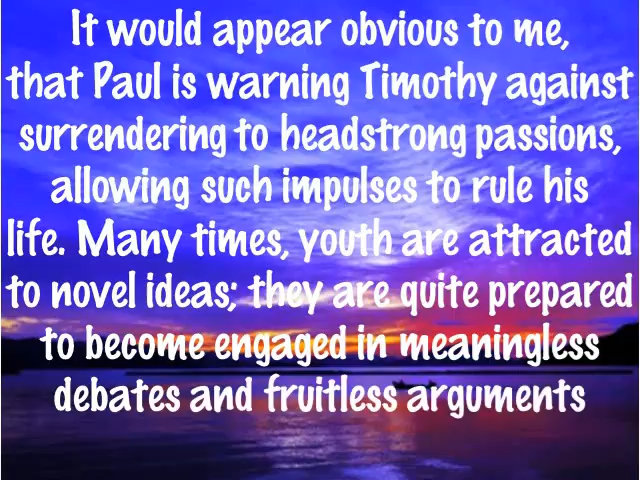 It would appear obvious to me,
that Paul is warning Timothy against
surrendering to headstrong passions,
allowing such impulses to rule his
life. Many times, youth are attracted
to novel ideas; they are quite prepared
to become engaged in meaningless
debates and fruitless arguments